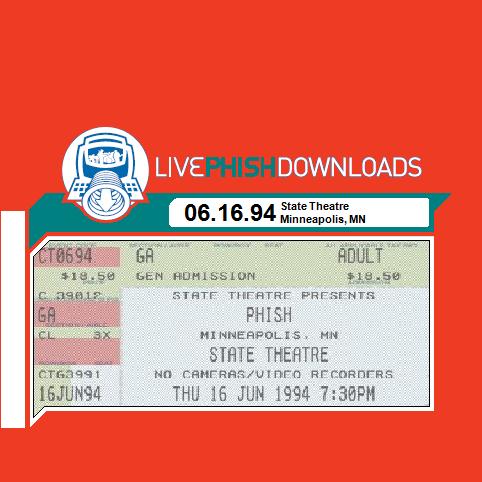 LIVEPHISHDOWNLOADS
06.16.94 State Theatre
Minneapolis, MN
CT0694 GA ADULT
$18.50 GEN ADMISSION $18.50
C 39012 STATE THEATRE PRESENTS
GA PHISH
CL 3X MINNEAPOLIS, MN
STATE THEATRE
CTG3991 NO CAMERAS/VIDEO RECORDERS
16JUN94 THU 16 JUN 1994 7:30PM